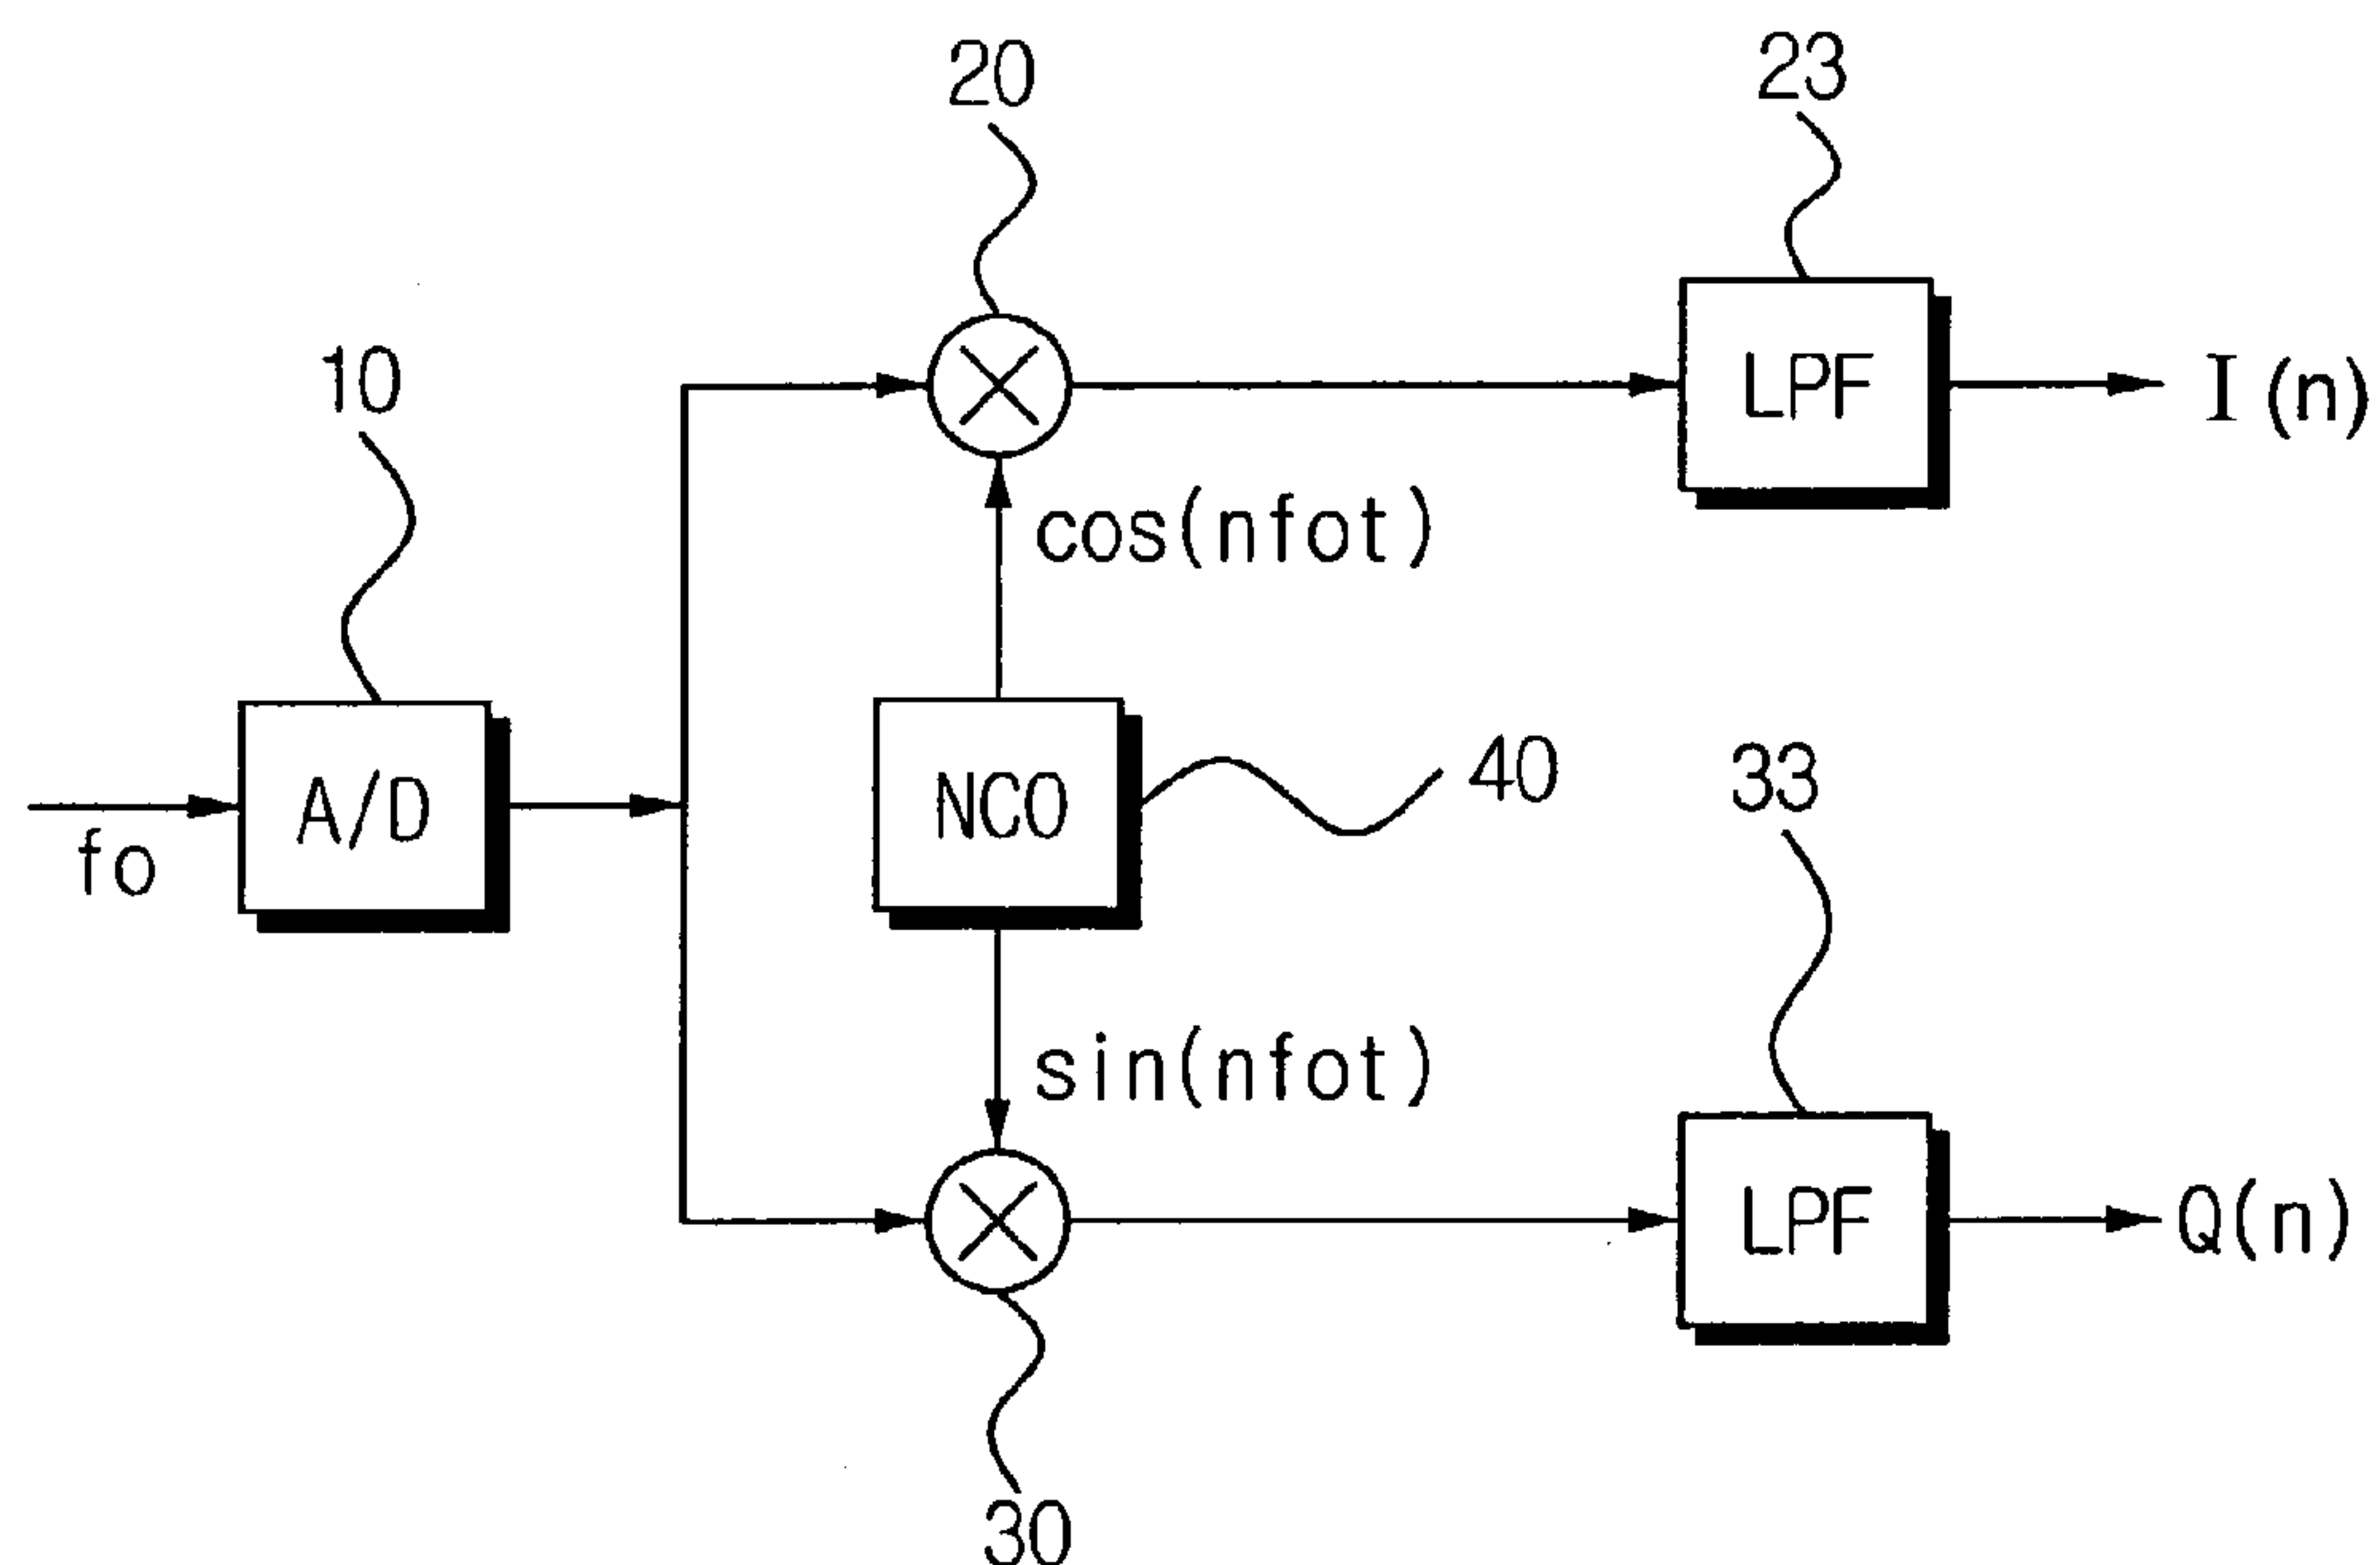 20
23
10
LPF
I(n)
cos(nfot)
A/D
fo
NCO
40
33
sin(nfot)
LPF
Q(n)
30